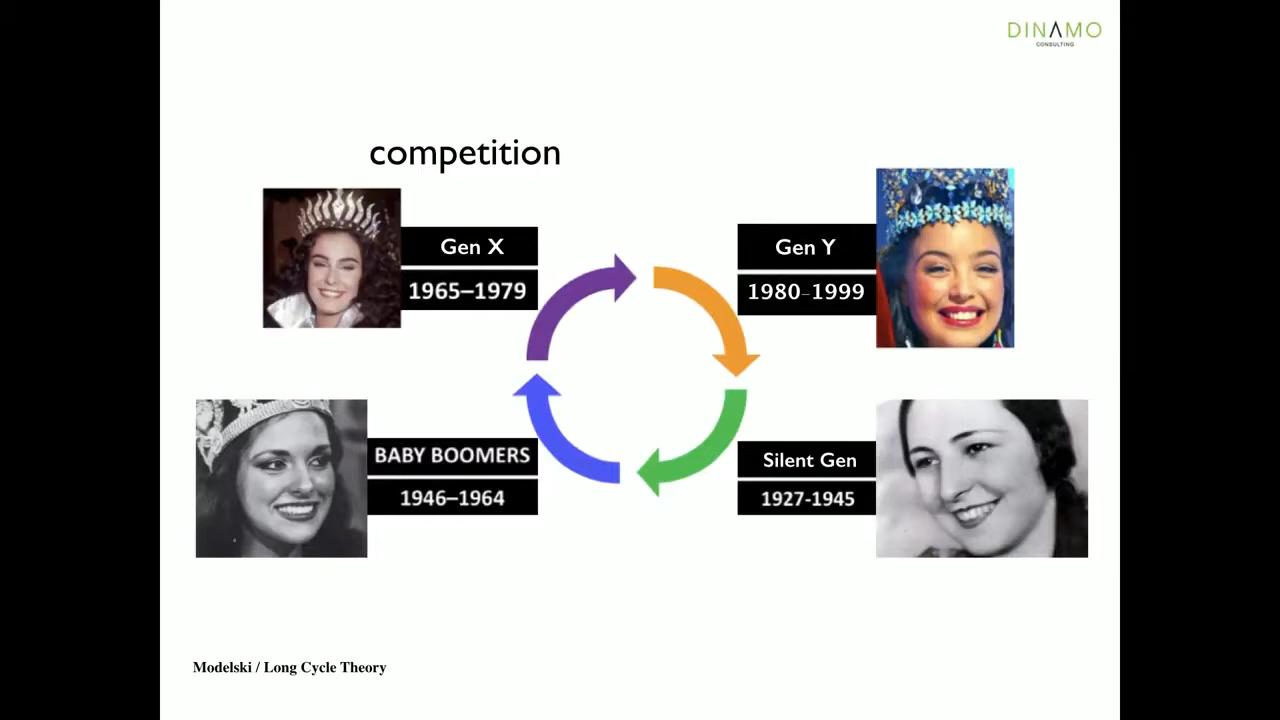 DINAMO
CONSULTING
competition
Gen X
1965–1979
Gen Y
1980–1999
BABY BOOMERS
1946–1964
Silent Gen
1927-1945
Modelski / Long Cycle Theory